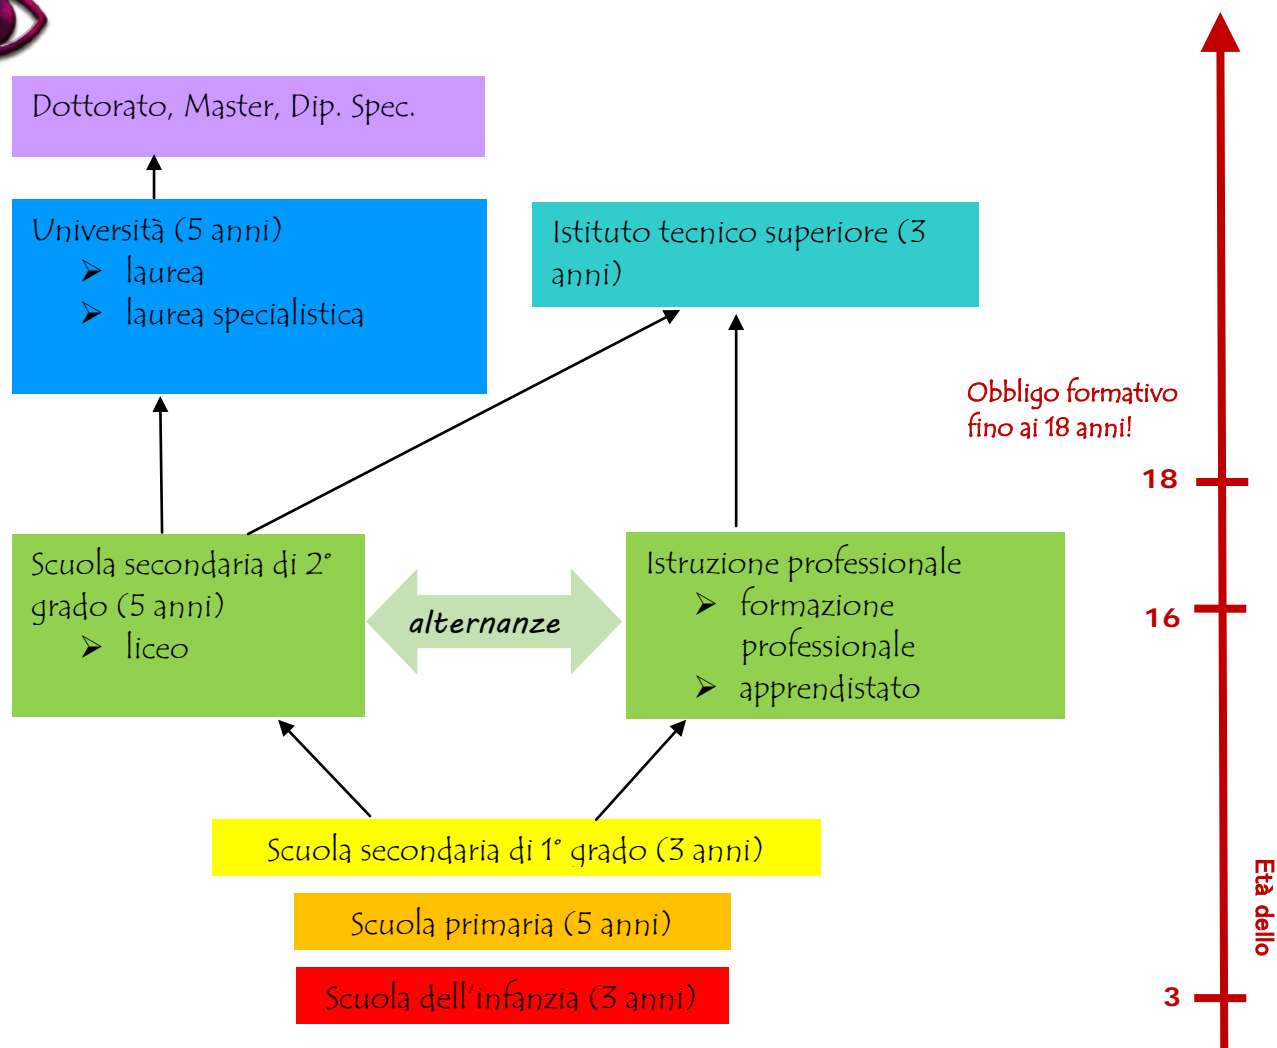 Dottorato, Master, Dip. Spec.
Università (5 anni)
➢ laurea
➢ laurea specialistica
Istituto tecnico superiore (3
anni)
Obbligo formativo
fino ai 18 anni!
18
Scuola secondaria di 2°
grado (5 anni)
➢ liceo
alternanze
Istruzione professionale
➢ formazione
professionale
➢ apprendistato
16
Scuola secondaria di 1° grado (3 anni)
Scuola primaria (5 anni)
Scuola dell'infanzia (3 anni)
Età dello
3